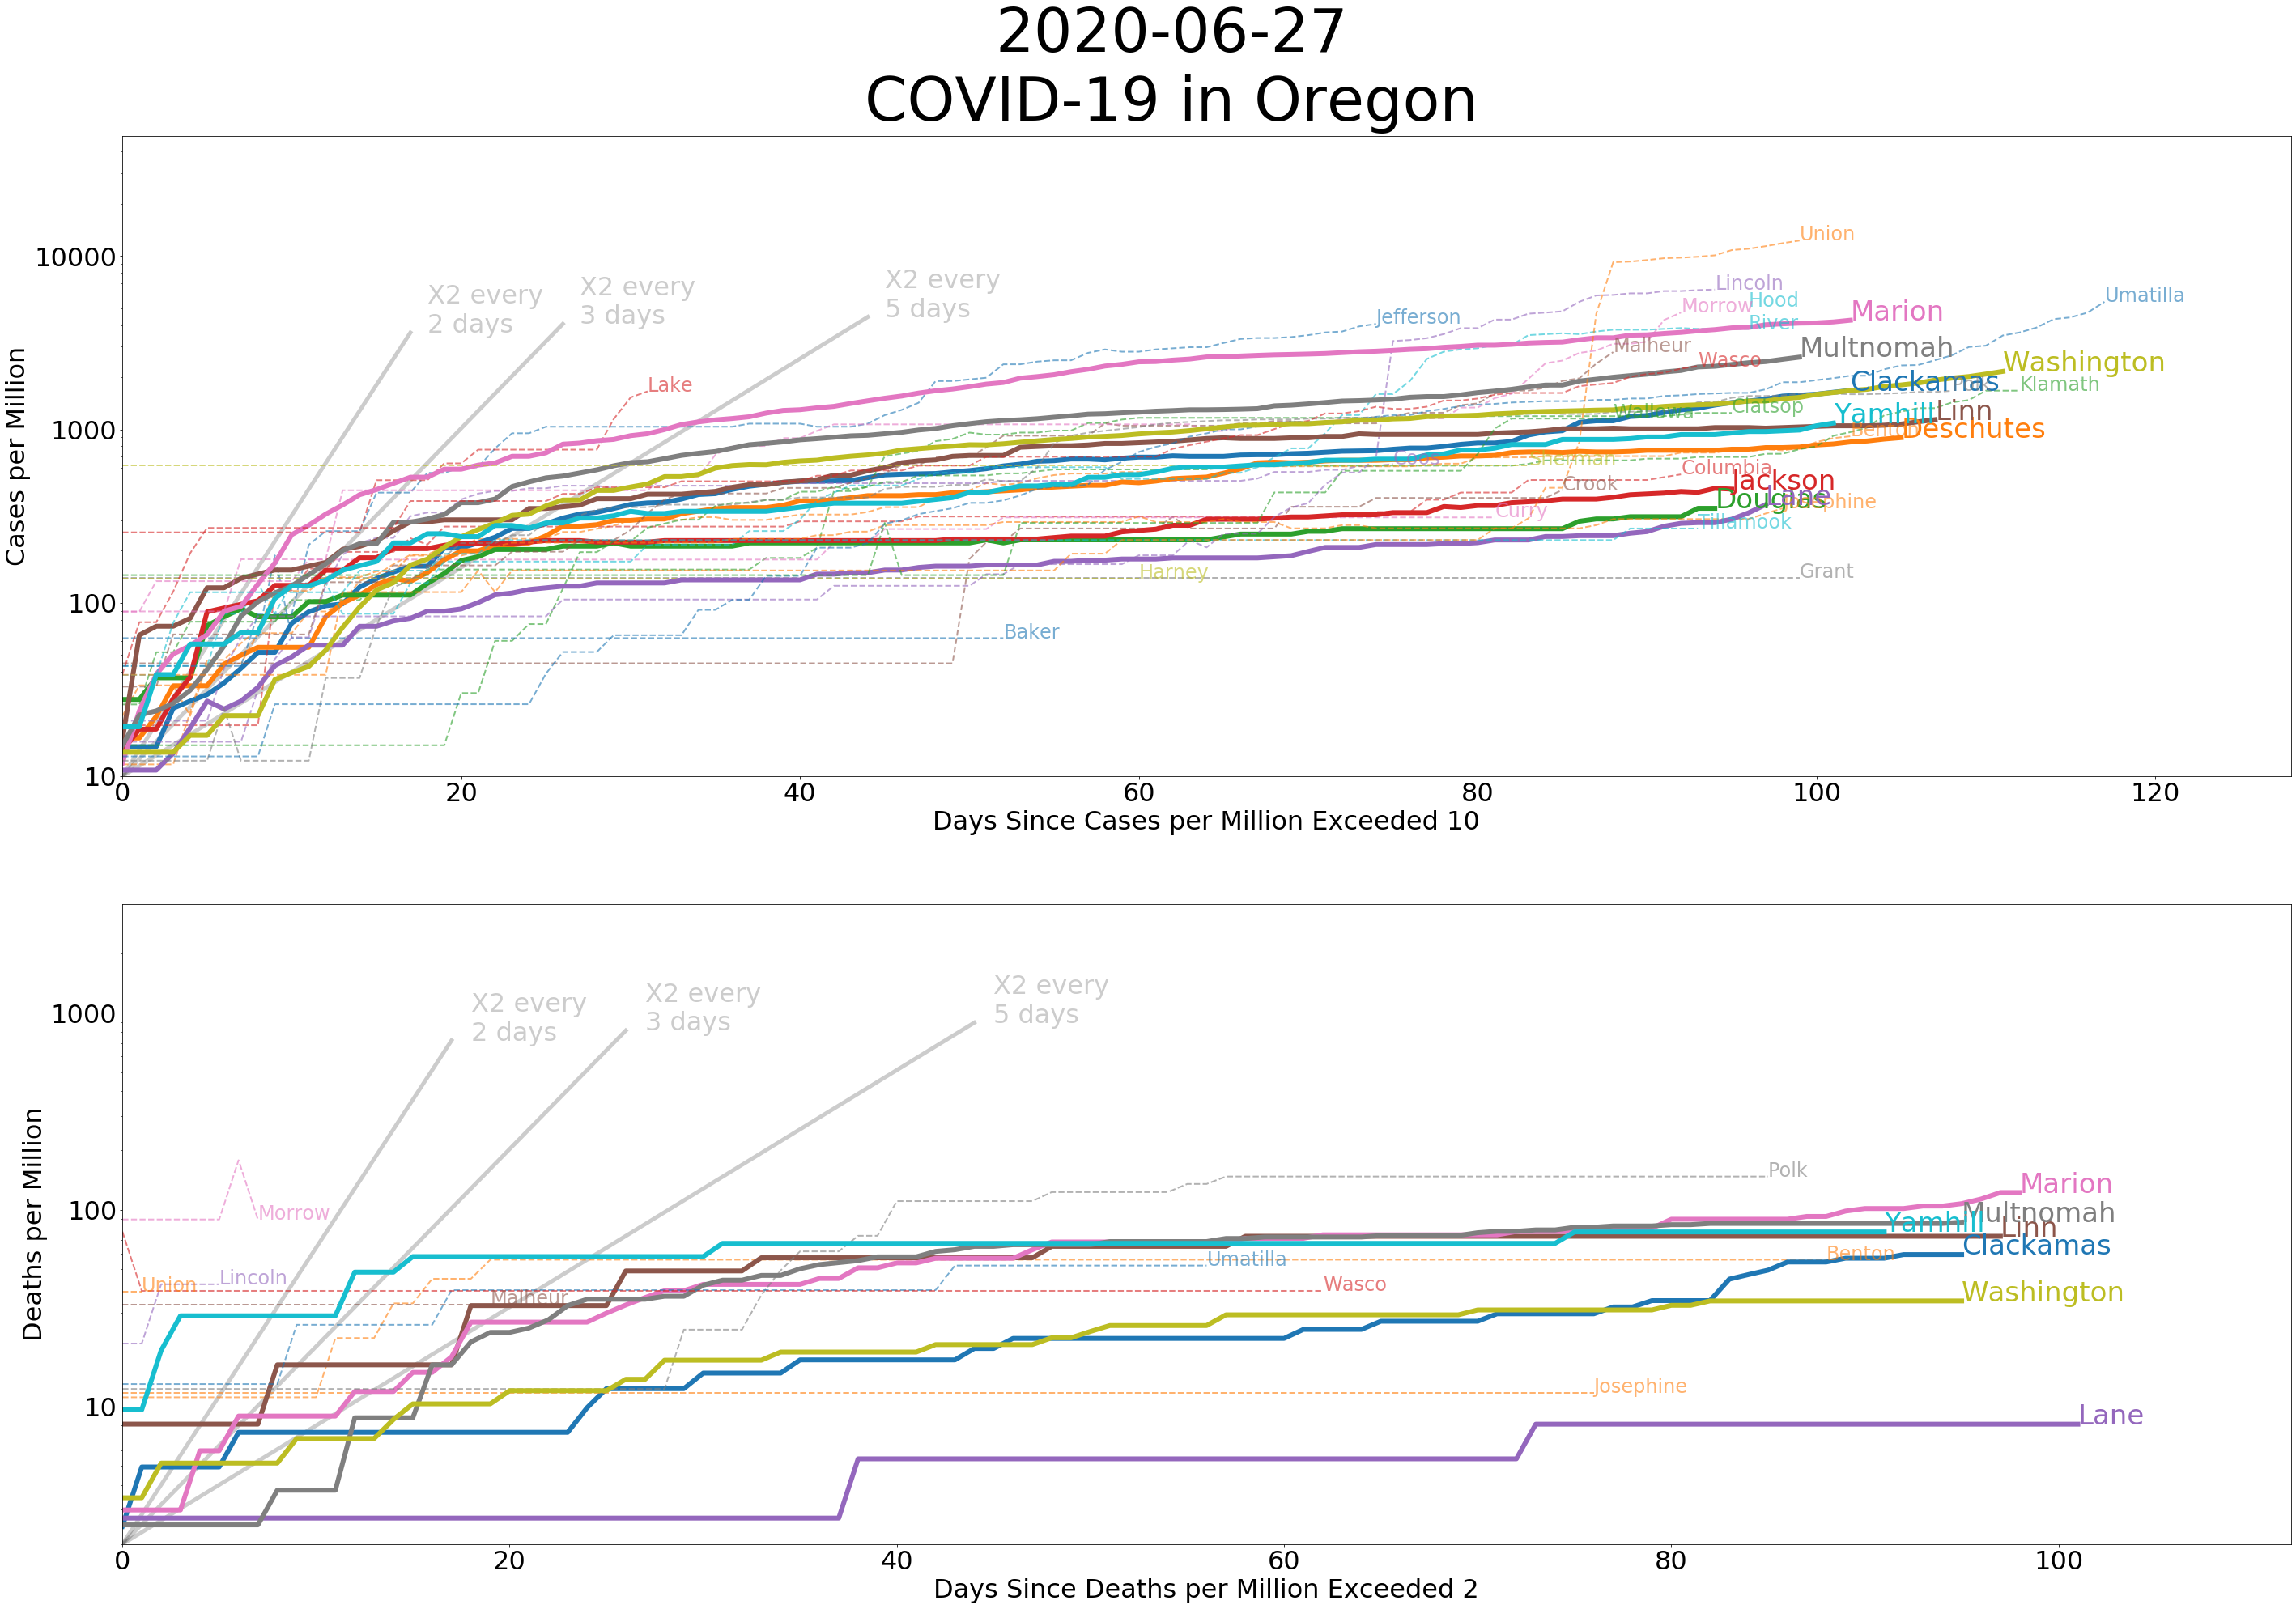 2020-06-27
COVID-19 in Oregon
Cases per Million
10000
1000
100
10
X2 every
2 days
X2 every
3 days
X2 every
5 days
Union
Lincoln
Hood
River
Morrow
Umatilla
Jefferson
Marion
Malheur
Multnomah
Wasco
Washington
Lake
Clackamas
Polk
Klamath
Wallowa
Clatsop
Yamhill
Linn
Benton
Deschutes
Coos
Sherman
Columbia
Crook
Jackson
Lane
Douglas
Josephine
Curry
Tillamook
Harney
Grant
Baker
0
20
40
60
80
100
120
Days Since Cases per Million Exceeded 10
Deaths per Million
1000
100
10
X2 every
2 days
X2 every
3 days
X2 every
5 days
Morrow
Polk
Marion
Multnomah
Yamhill
Linn
Clackamas
Benton
Umatilla
Union
Lincoln
Malheur
Wasco
Washington
Josephine
Lane
0
20
40
60
80
100
Days Since Deaths per Million Exceeded 2